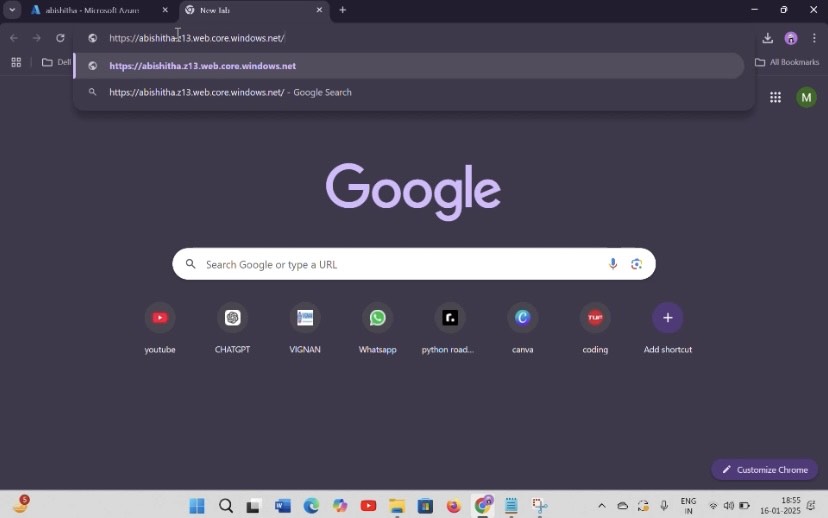 abishitha - Microsoft Azure
New Tab
https://abishitha.z13.web.core.windows.net/
Dell
https://abishitha.z13.web.core.windows.net
All Bookmarks
https://abishitha.z13.web.core.windows.net/ - Google Search
M
Google
Search Google or type a URL
TUF
youtube
CHATGPT
VIGNAN
Whatsapp
python road...
canva
coding
Add shortcut
Customize Chrome
5
ENG
IN
18:55
16-01-2025